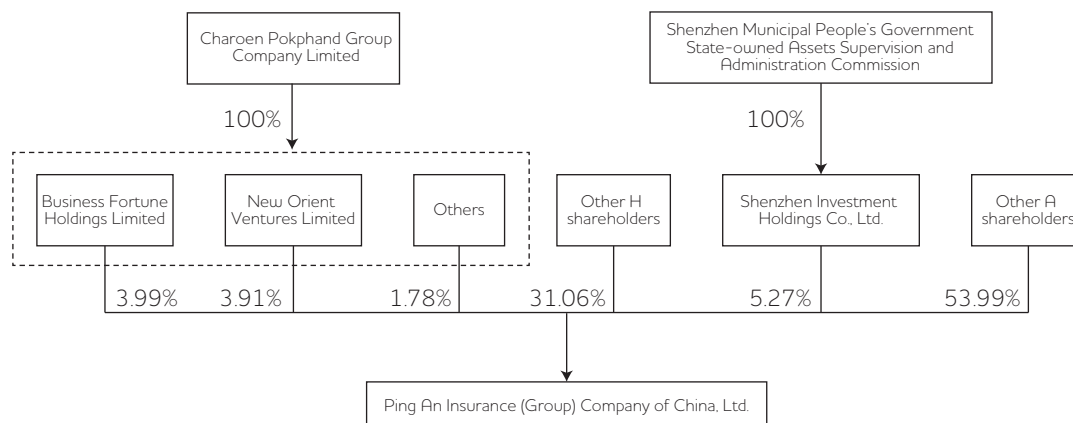 Charoen Pokphand Group
Company Limited
Shenzhen Municipal People's Government
State-owned Assets Supervision and
Administration Commission
100%
100%
Business Fortune
Holdings Limited
New Orient
Ventures Limited
Others
Other H
shareholders
Shenzhen Investment
Holdings Co., Ltd.
Other A
shareholders
3.99%
3.91%
1.78%
31.06%
5.27%
53.99%
Ping An Insurance (Group) Company of China, Ltd.